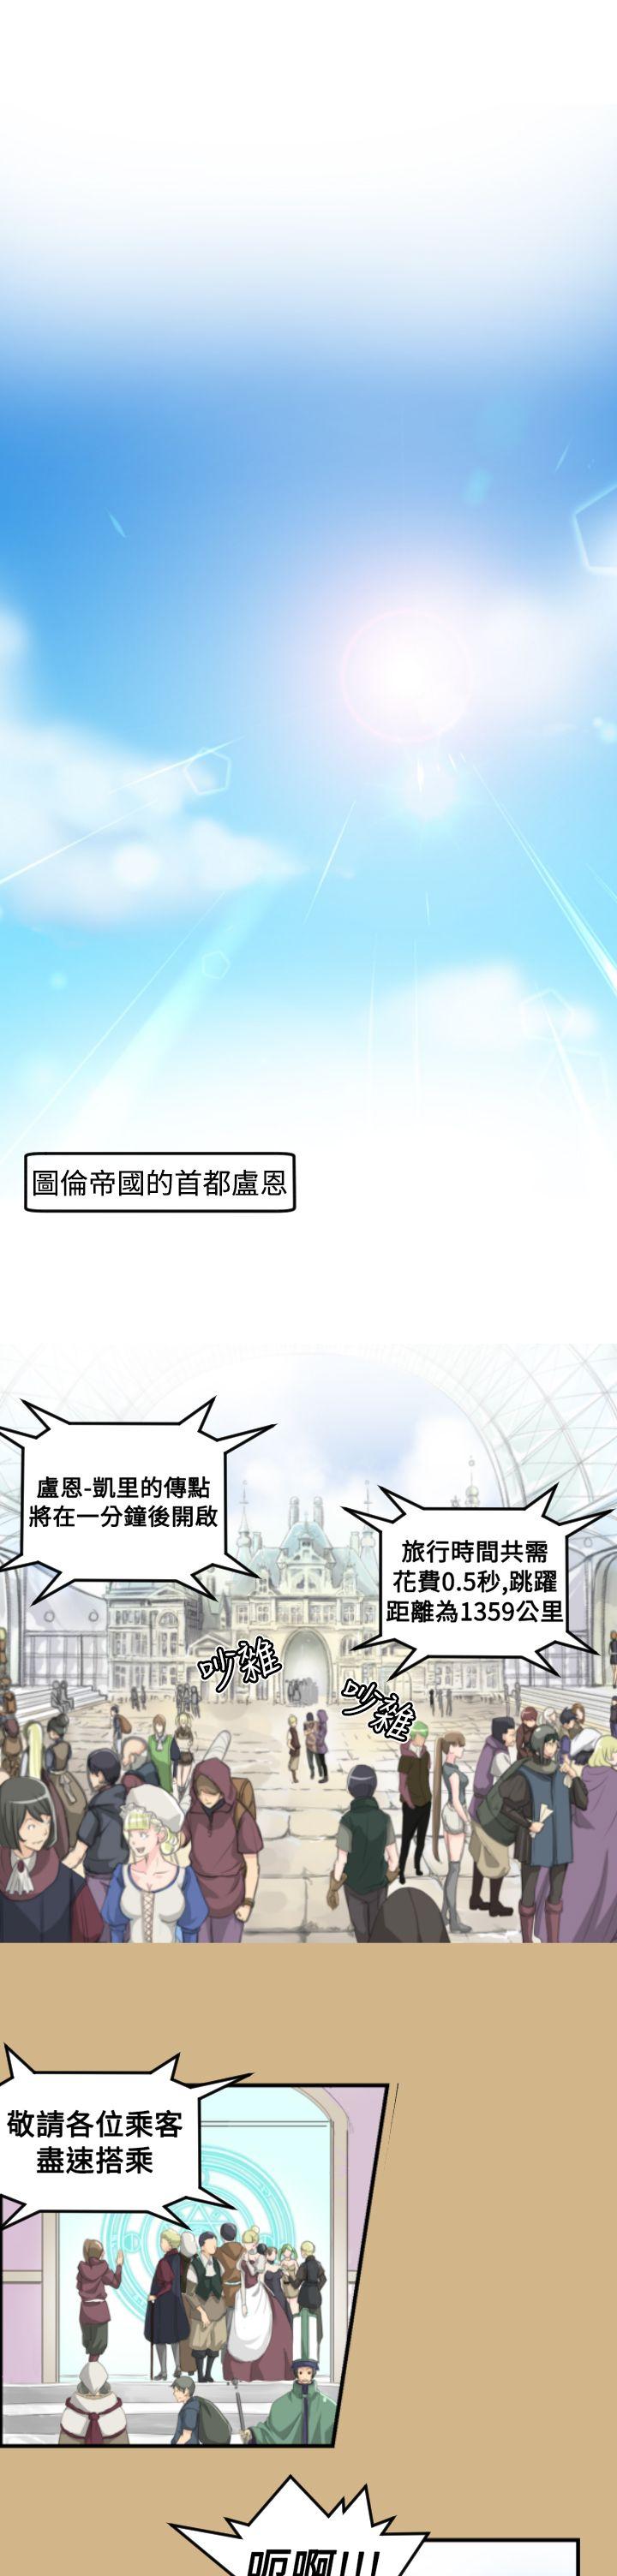 圖倫帝國的首都盧恩
盧恩-凱里的傳點
將在一分鐘後開啟
旅行時間共需
花費0.5秒,跳躍
距離為1359公里
吵雜
吵雜
敬請各位乘客
盡速搭乘
呃啊!!!